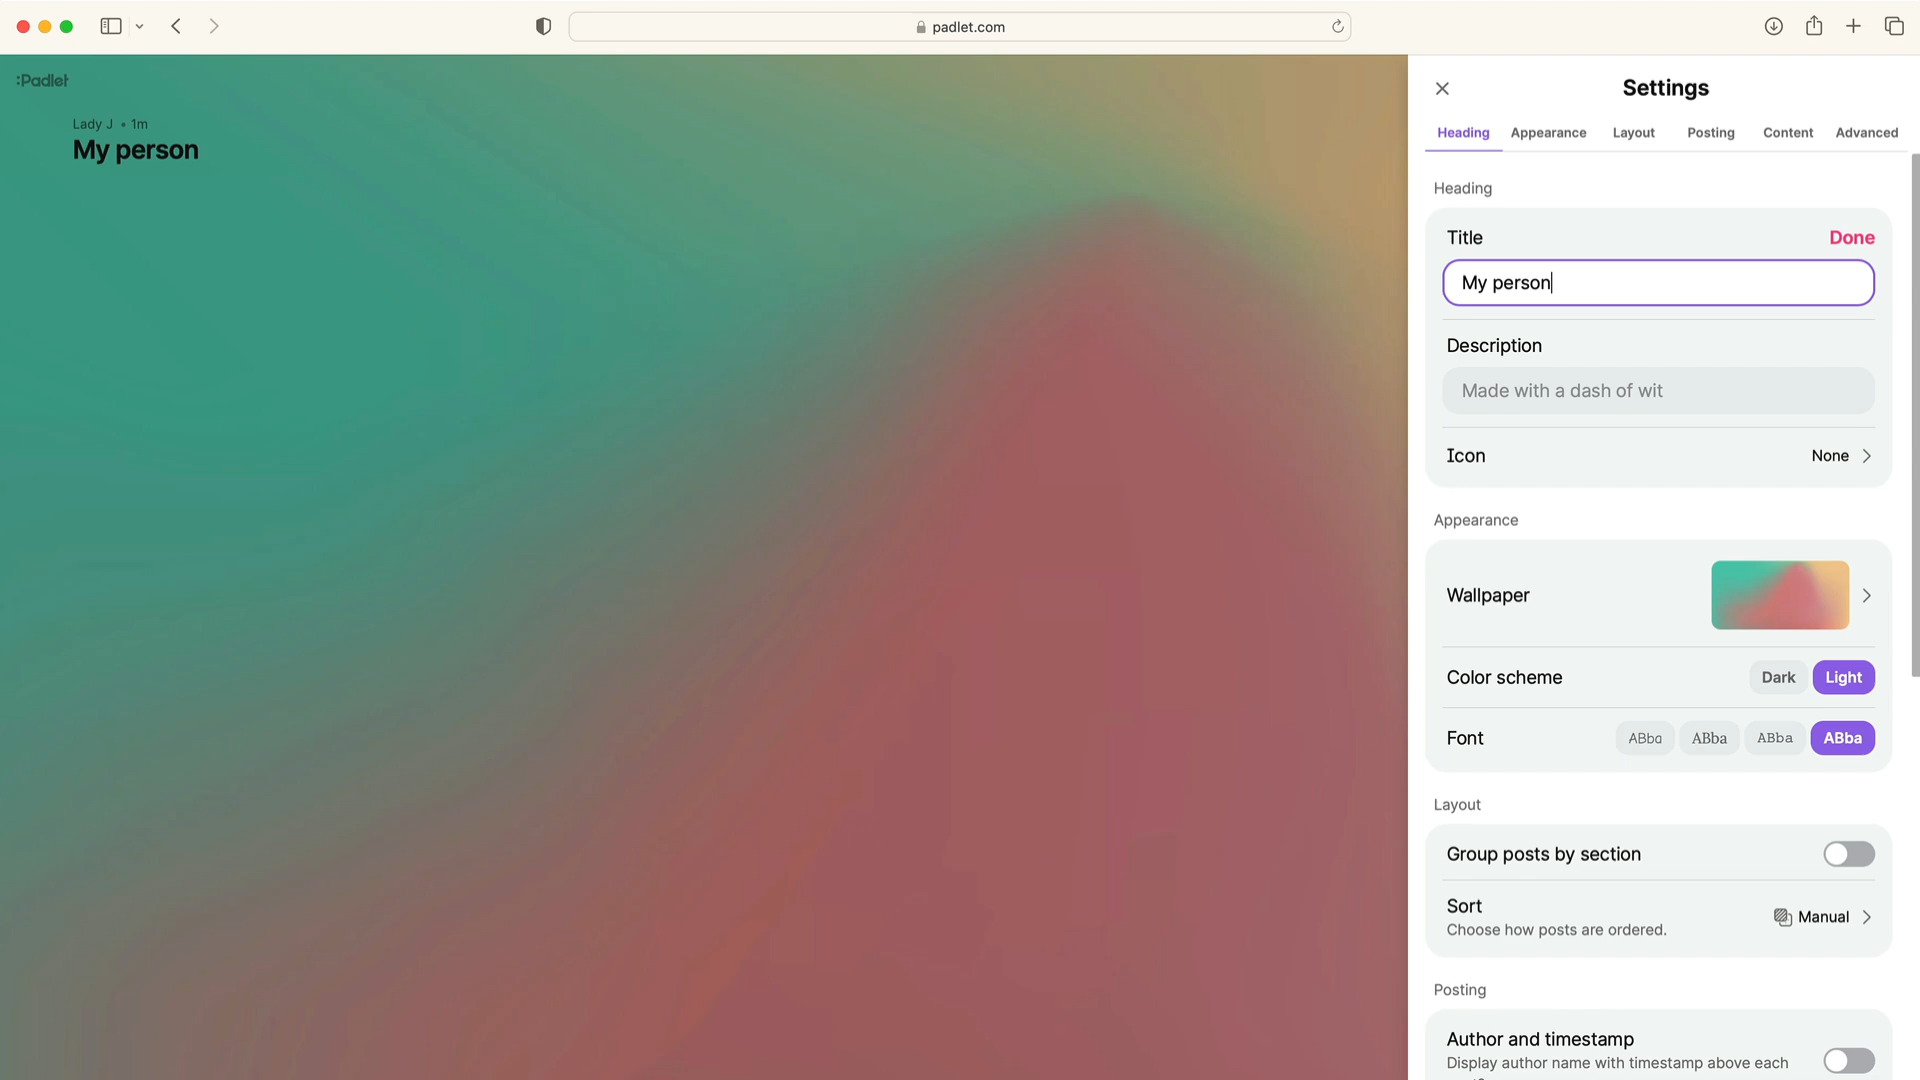 padlet.com
:Padlet
Lady J • 1m
My person
Settings
Heading Appearance Layout Posting Content Advanced
Heading
Title Done
My person
Description
Made with a dash of wit
Icon None
Appearance
Wallpaper
Color scheme Dark Light
Font ABba ABba ABba ABba
Layout
Group posts by section
Sort
Manual
Choose how posts are ordered.
Posting
Author and timestamp
Display author name with timestamp above each